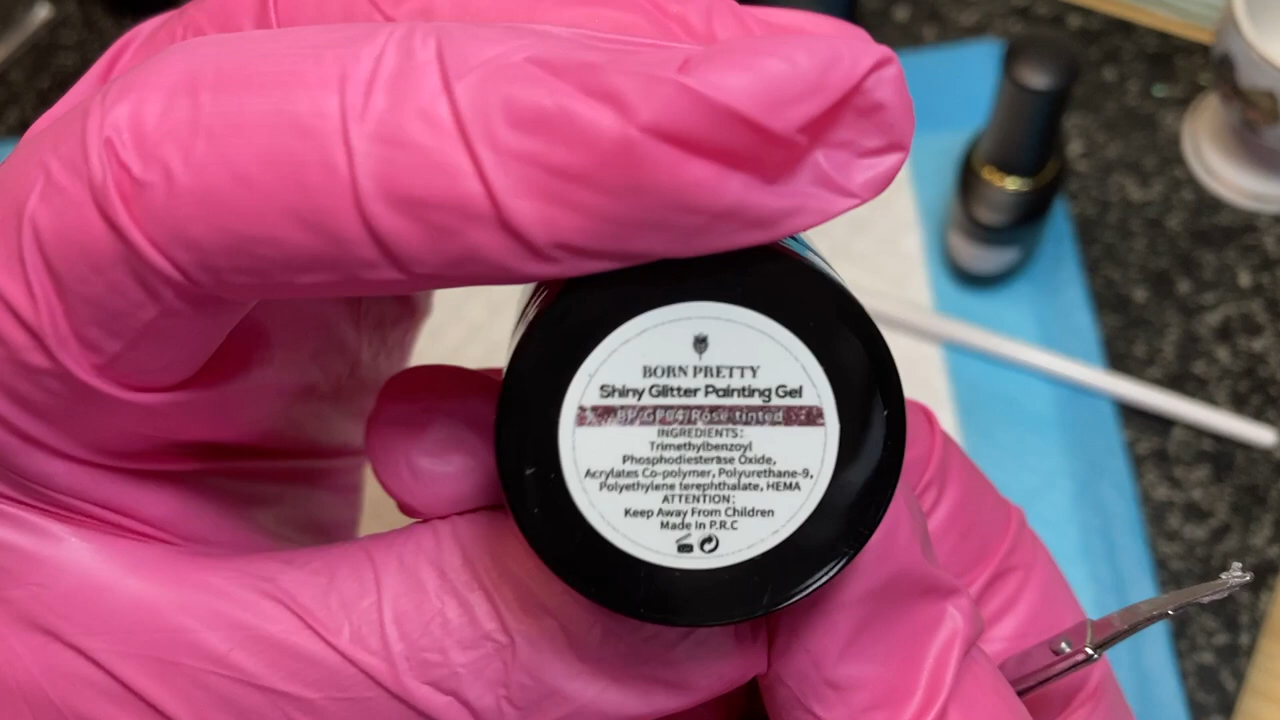 BORN PRETTY
Shiny Glitter Painting Gel
BP-GP04/Rose tinted
INGREDIENTS:
Trimethylbenzoyl
Phosphodiesterase Oxide,
Acrylates Co-polymer, Polyurethane-9,
Polyethylene terephthalate, HEMA
ATTENTION:
Keep Away From Children
Made In P.R.C